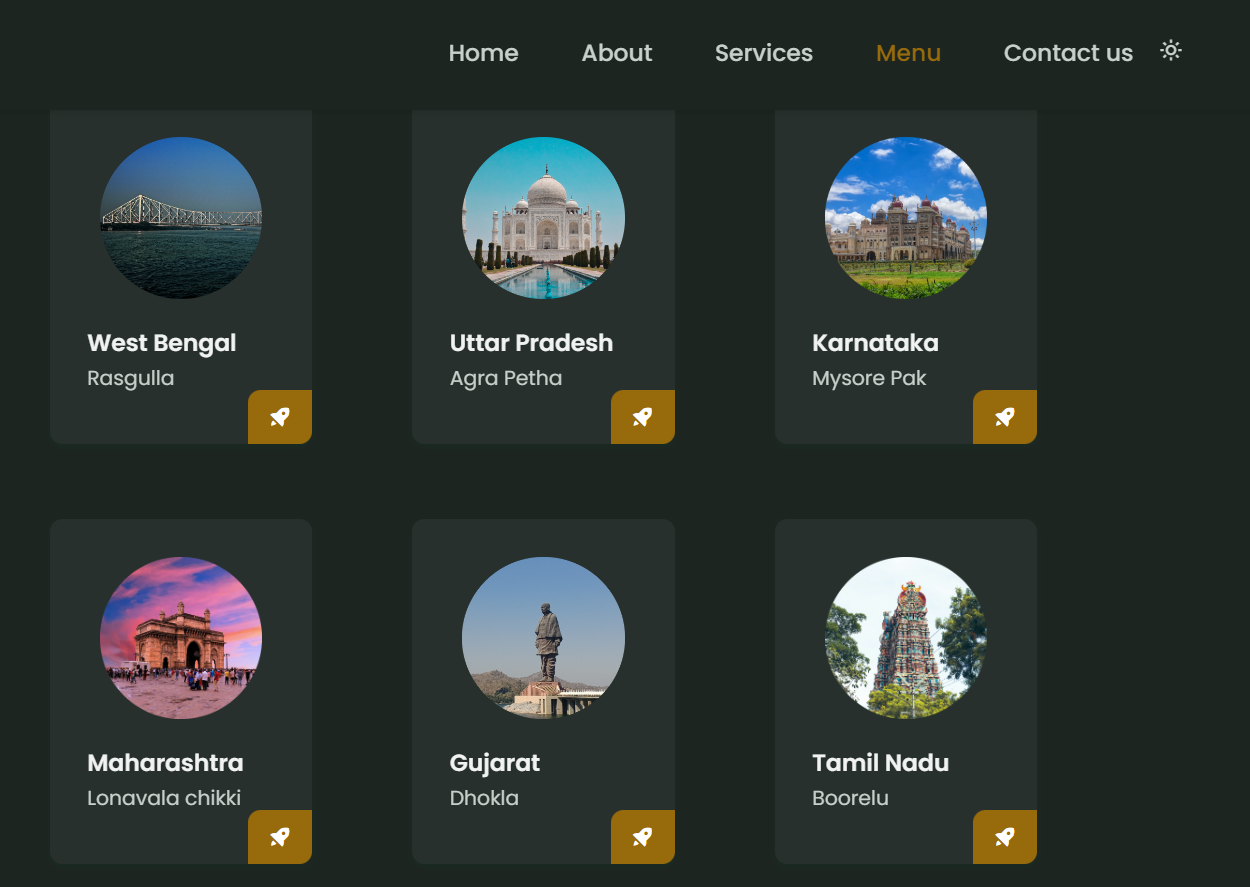 Home About Services Menu Contact us
West Bengal Uttar Pradesh Karnataka
Rasgulla Agra Petha Mysore Pak
Maharashtra Gujarat Tamil Nadu
Lonavala chikki Dhokla Boorelu